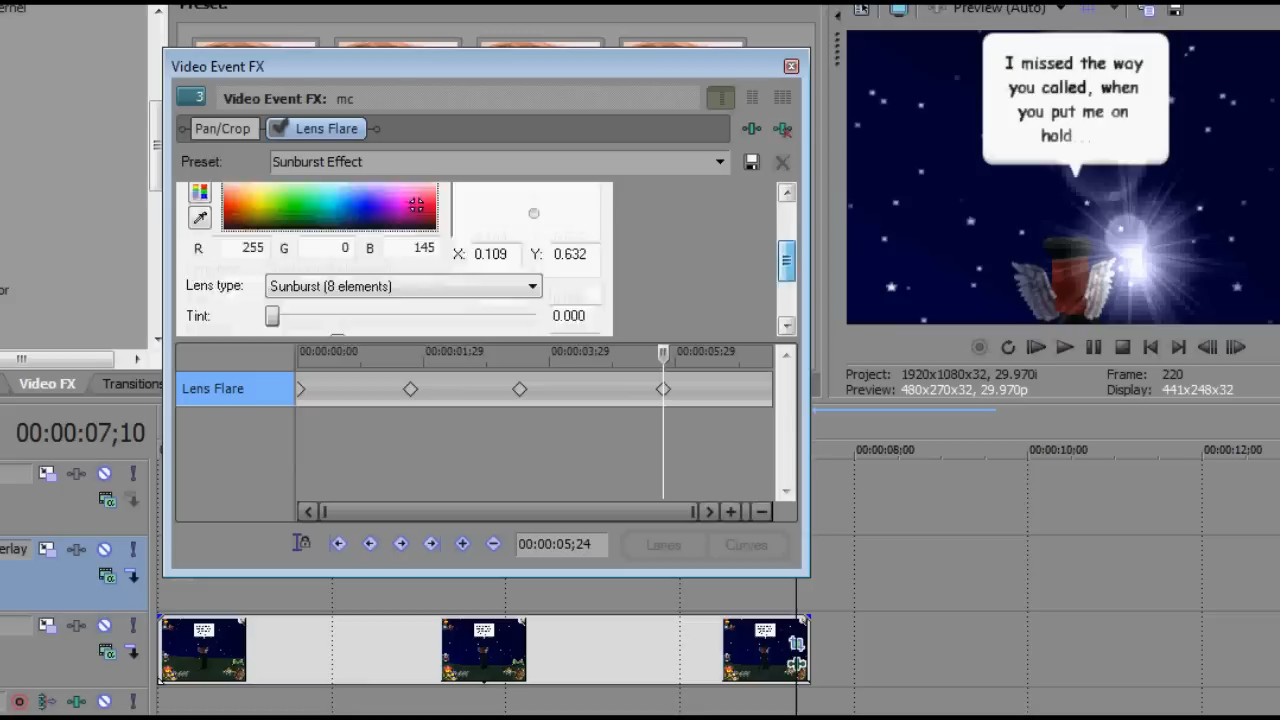 Preset:
Preview (Auto)
Video Event FX
3 Video Event FX: mc
Pan/Crop Lens Flare
Preset: Sunburst Effect
R 255 G 0 B 145 X: 0.109 Y: 0.632
Lens type: Sunburst (8 elements)
Tint: 0.000
00:00:00:00 00:00:01:29 00:00:03:29 00:00:05:29
Lens Flare
00:00:05;24 Lanes Curves
I missed the way
you called, when
you put me on
hold...
Project: 1920x1080x32, 29.970i Frame: 220
Preview: 480x270x32, 29.970p Display: 441x248x32
or
Video FX Transitions
00:00:07;10
00:00:08;00 00:00:10;00 00:00:12;00
erlay